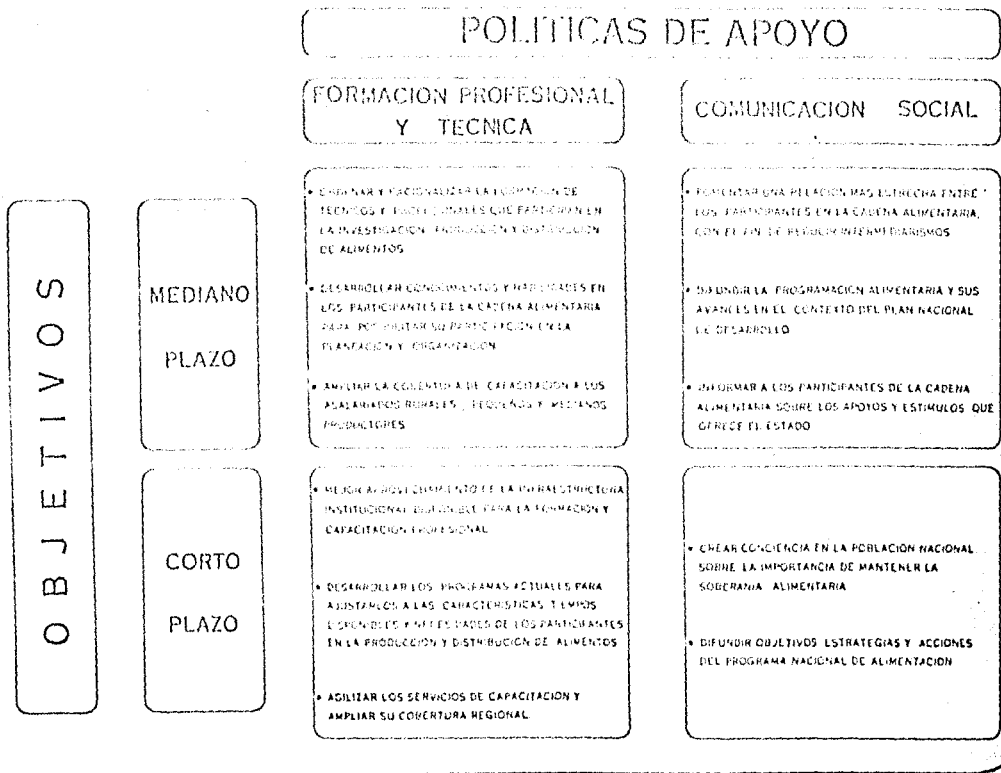 POLITICAS DE APOYO
FORMACION PROFESIONAL
Y TECNICA
COMUNICACION SOCIAL
OBJETIVOS
MEDIANO
PLAZO
• ORDENAR Y RACIONALIZAR LA FORMACION DE
TECNICOS Y PROFESIONALES QUE PARTICIPAN EN
LA INVESTIGACION, PRODUCCION Y DISTRIBUCION
DE ALIMENTOS
• DESARROLLAR CONOCIMIENTOS Y HABILIDADES EN
LOS PARTICIPANTES DE LA CADENA ALIMENTARIA
PARA POSIBILITAR SU PARTICIPACION EN LA
PLANEACION Y ORGANIZACION
• AMPLIAR LA COBERTURA DE CAPACITACION A LOS
ASALARIADOS RURALES, PEQUEÑOS Y MEDIANOS
PRODUCTORES
• FOMENTAR UNA RELACION MAS ESTRECHA ENTRE
LOS PARTICIPANTES EN LA CADENA ALIMENTARIA,
CON EL FIN DE REDUCIR INTERMEDIARISMOS
• DIFUNDIR LA PROGRAMACION ALIMENTARIA Y SUS
AVANCES EN EL CONTEXTO DEL PLAN NACIONAL
DE DESARROLLO
• INFORMAR A LOS PARTICIPANTES DE LA CADENA
ALIMENTARIA SOBRE LOS APOYOS Y ESTIMULOS QUE
OFRECE EL ESTADO
CORTO
PLAZO
• MEJOR APROVECHAMIENTO DE LA INFRAESTRUCTURA
INSTITUCIONAL DISPONIBLE PARA LA FORMACION Y
CAPACITACION PROFESIONAL
• DESARROLLAR LOS PROGRAMAS ACTUALES PARA
AJUSTARLOS A LAS CARACTERISTICAS TIEMPOS
DISPONIBLES Y NECESIDADES DE LOS PARTICIPANTES
EN LA PRODUCCION Y DISTRIBUCION DE ALIMENTOS
• AGILIZAR LOS SERVICIOS DE CAPACITACION Y
AMPLIAR SU COBERTURA REGIONAL
• CREAR CONCIENCIA EN LA POBLACION NACIONAL
SOBRE LA IMPORTANCIA DE MANTENER LA
SOBERANIA ALIMENTARIA
• DIFUNDIR OBJETIVOS ESTRATEGIAS Y ACCIONES
DEL PROGRAMA NACIONAL DE ALIMENTACION